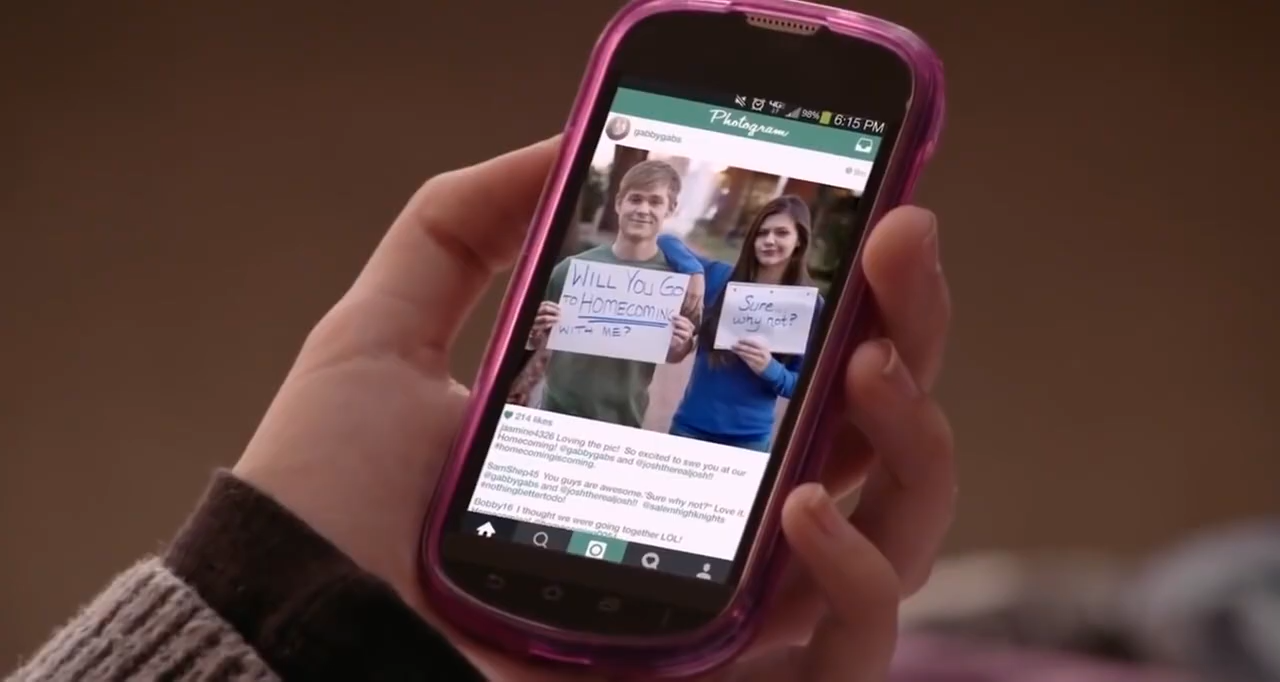 98% 6:15 PM
Photogram
gabbygabs
WILL YOU GO
TO HOMECOMING
WITH ME?
Sure...
why not?
214 likes
jasmine4326 Loving the pic! So excited to swe you at our
Homecoming! @gabbygabs and @joshtherealjosh!!
#homecomingiscoming.
SamShep45 You guys are awesome. "Sure why not?" Love it.
@gabbygabs and @joshtherealjosh!! @salemhighknights
#nothingbettertodo!
Bobby16 I thought we were going together LOL!